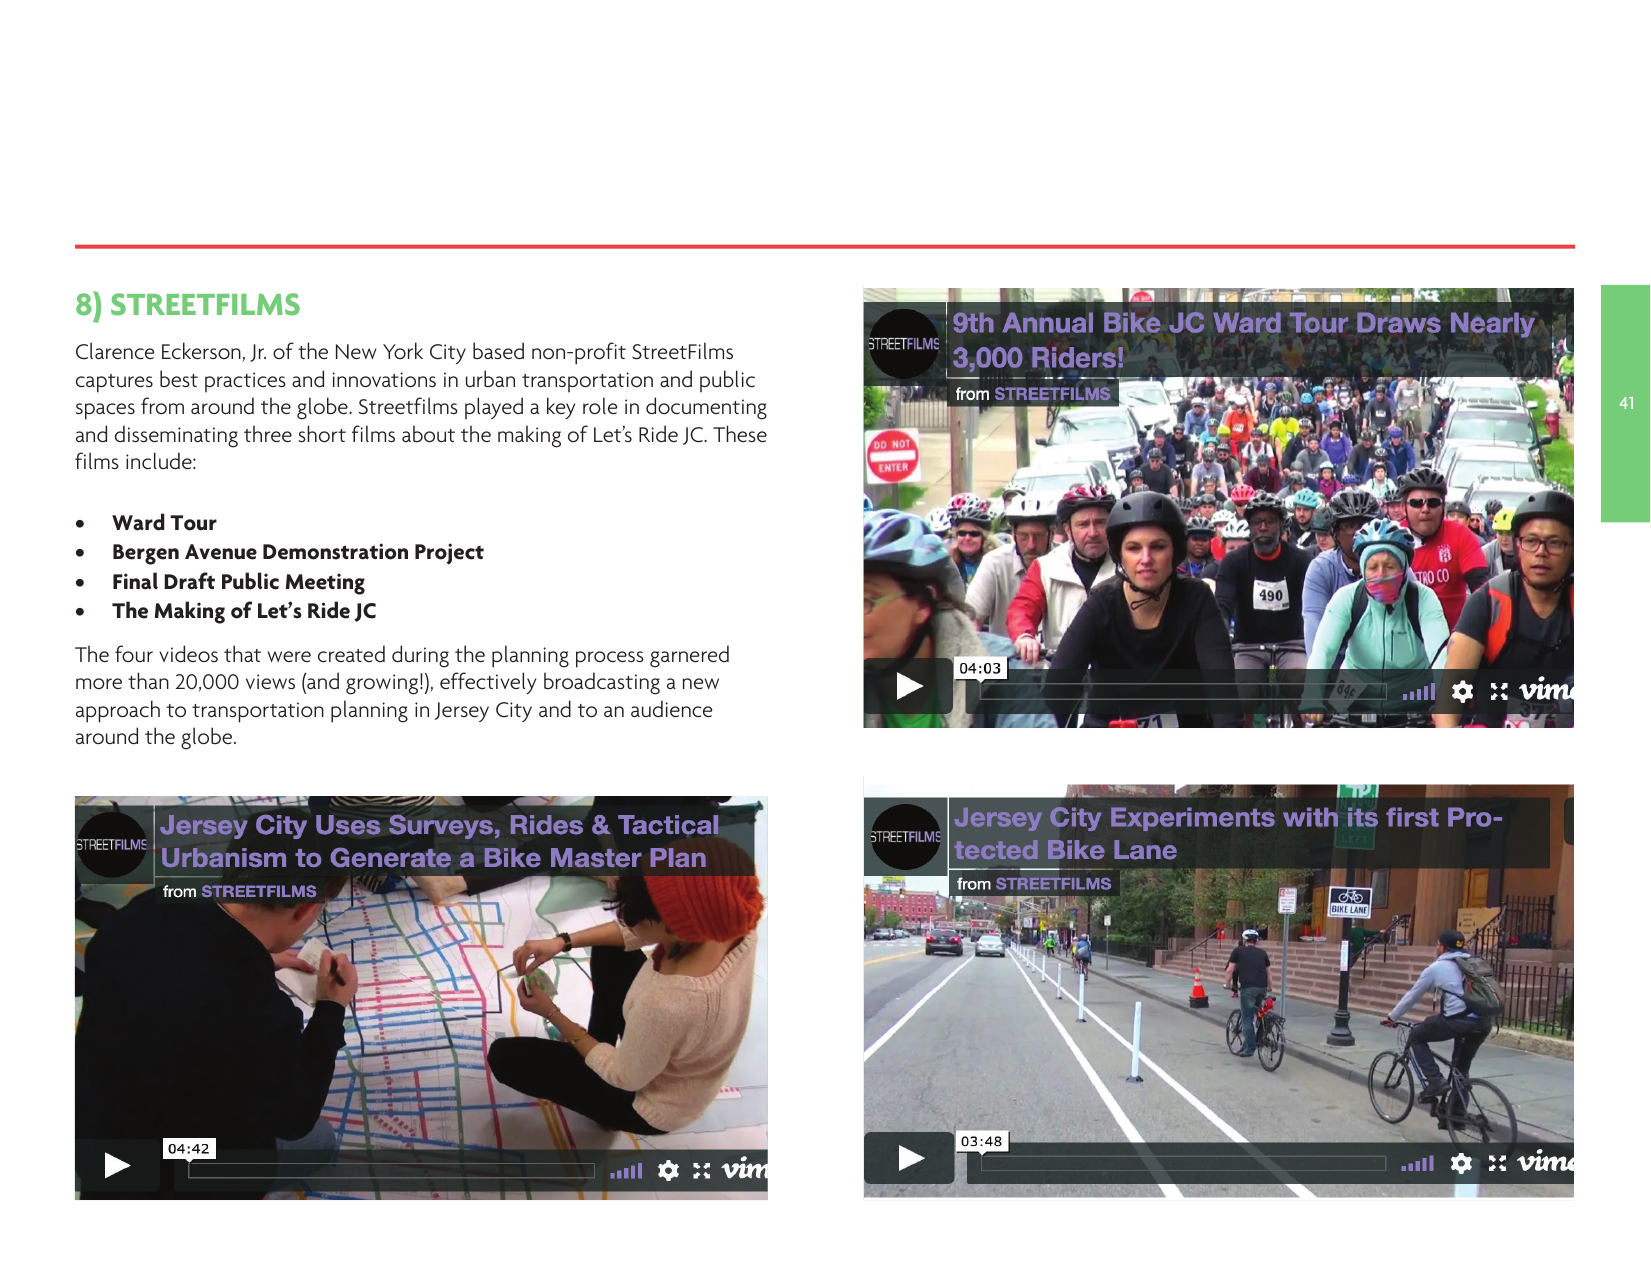 8) STREETFILMS
Clarence Eckerson, Jr. of the New York City based non-profit StreetFilms
captures best practices and innovations in urban transportation and public
spaces from around the globe. Streetfilms played a key role in documenting
and disseminating three short films about the making of Let’s Ride JC. These
films include:
• Ward Tour
• Bergen Avenue Demonstration Project
• Final Draft Public Meeting
• The Making of Let’s Ride JC
The four videos that were created during the planning process garnered
more than 20,000 views (and growing!), effectively broadcasting a new
approach to transportation planning in Jersey City and to an audience
around the globe.
STREETFILMS
Jersey City Uses Surveys, Rides & Tactical
Urbanism to Generate a Bike Master Plan
from STREETFILMS
04:42
vim
STREETFILMS
9th Annual Bike JC Ward Tour Draws Nearly
3,000 Riders!
from STREETFILMS
DO NOT
ENTER
490
TRO CO
04:03
vime
41
STREETFILMS
Jersey City Experiments with its first Pro-
tected Bike Lane
from STREETFILMS
BIKE LANE
03:48
vime